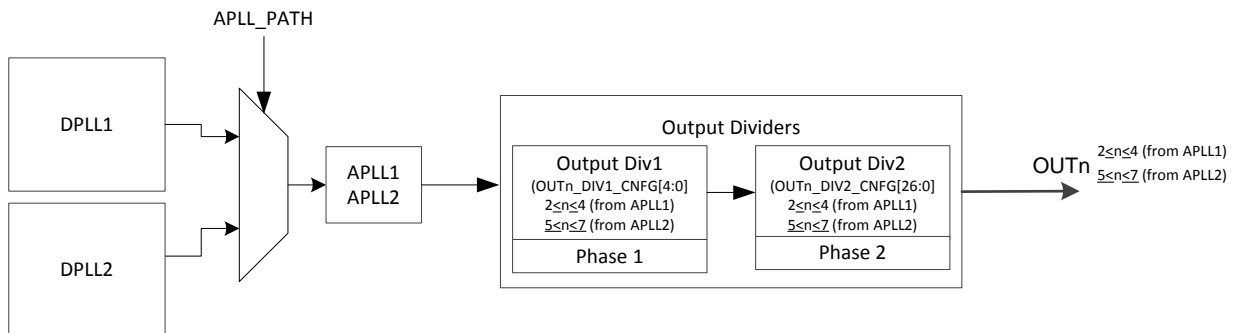 APLL_PATH
DPLL1
DPLL2
APLL1
APLL2
Output Dividers
Output Div1
(OUTn_DIV1_CNFG[4:0]
2≤n≤4 (from APLL1)
5≤n≤7 (from APLL2)
Phase 1
Output Div2
(OUTn_DIV2_CNFG[26:0]
2≤n≤4 (from APLL1)
5≤n≤7 (from APLL2)
Phase 2
OUTn
2≤n≤4 (from APLL1)
5≤n≤7 (from APLL2)